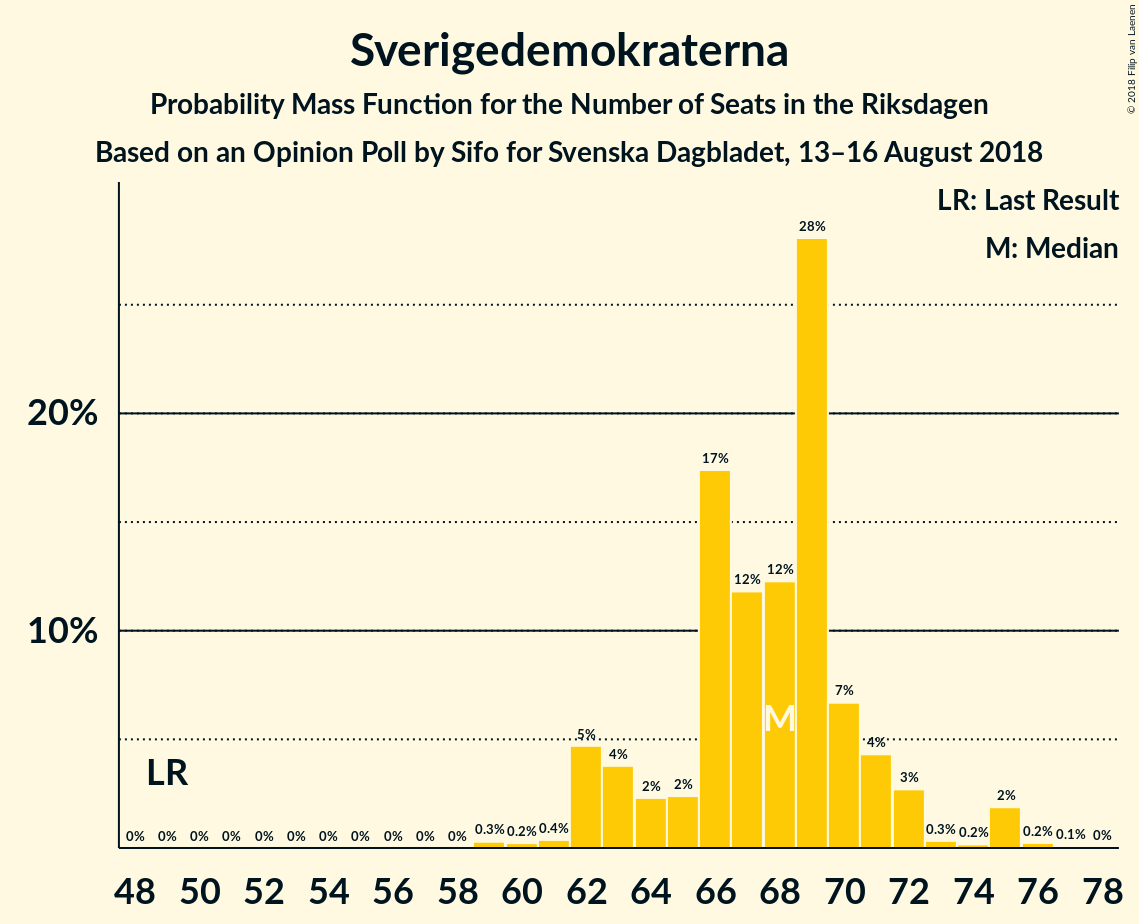 Sverigedemokraterna
Probability Mass Function for the Number of Seats in the Riksdagen
Based on an Opinion Poll by Sifo for Svenska Dagbladet, 13–16 August 2018
© 2018 Filip van Laenen
LR: Last Result
M: Median
20%
10%
LR
M
0% 0% 0% 0% 0% 0% 0% 0% 0% 0% 0% 0.3% 0.2% 0.4% 5% 4% 2% 2% 17% 12% 12% 28% 7% 4% 3% 0.3% 0.2% 2% 0.2% 0.1% 0%
48 50 52 54 56 58 60 62 64 66 68 70 72 74 76 78